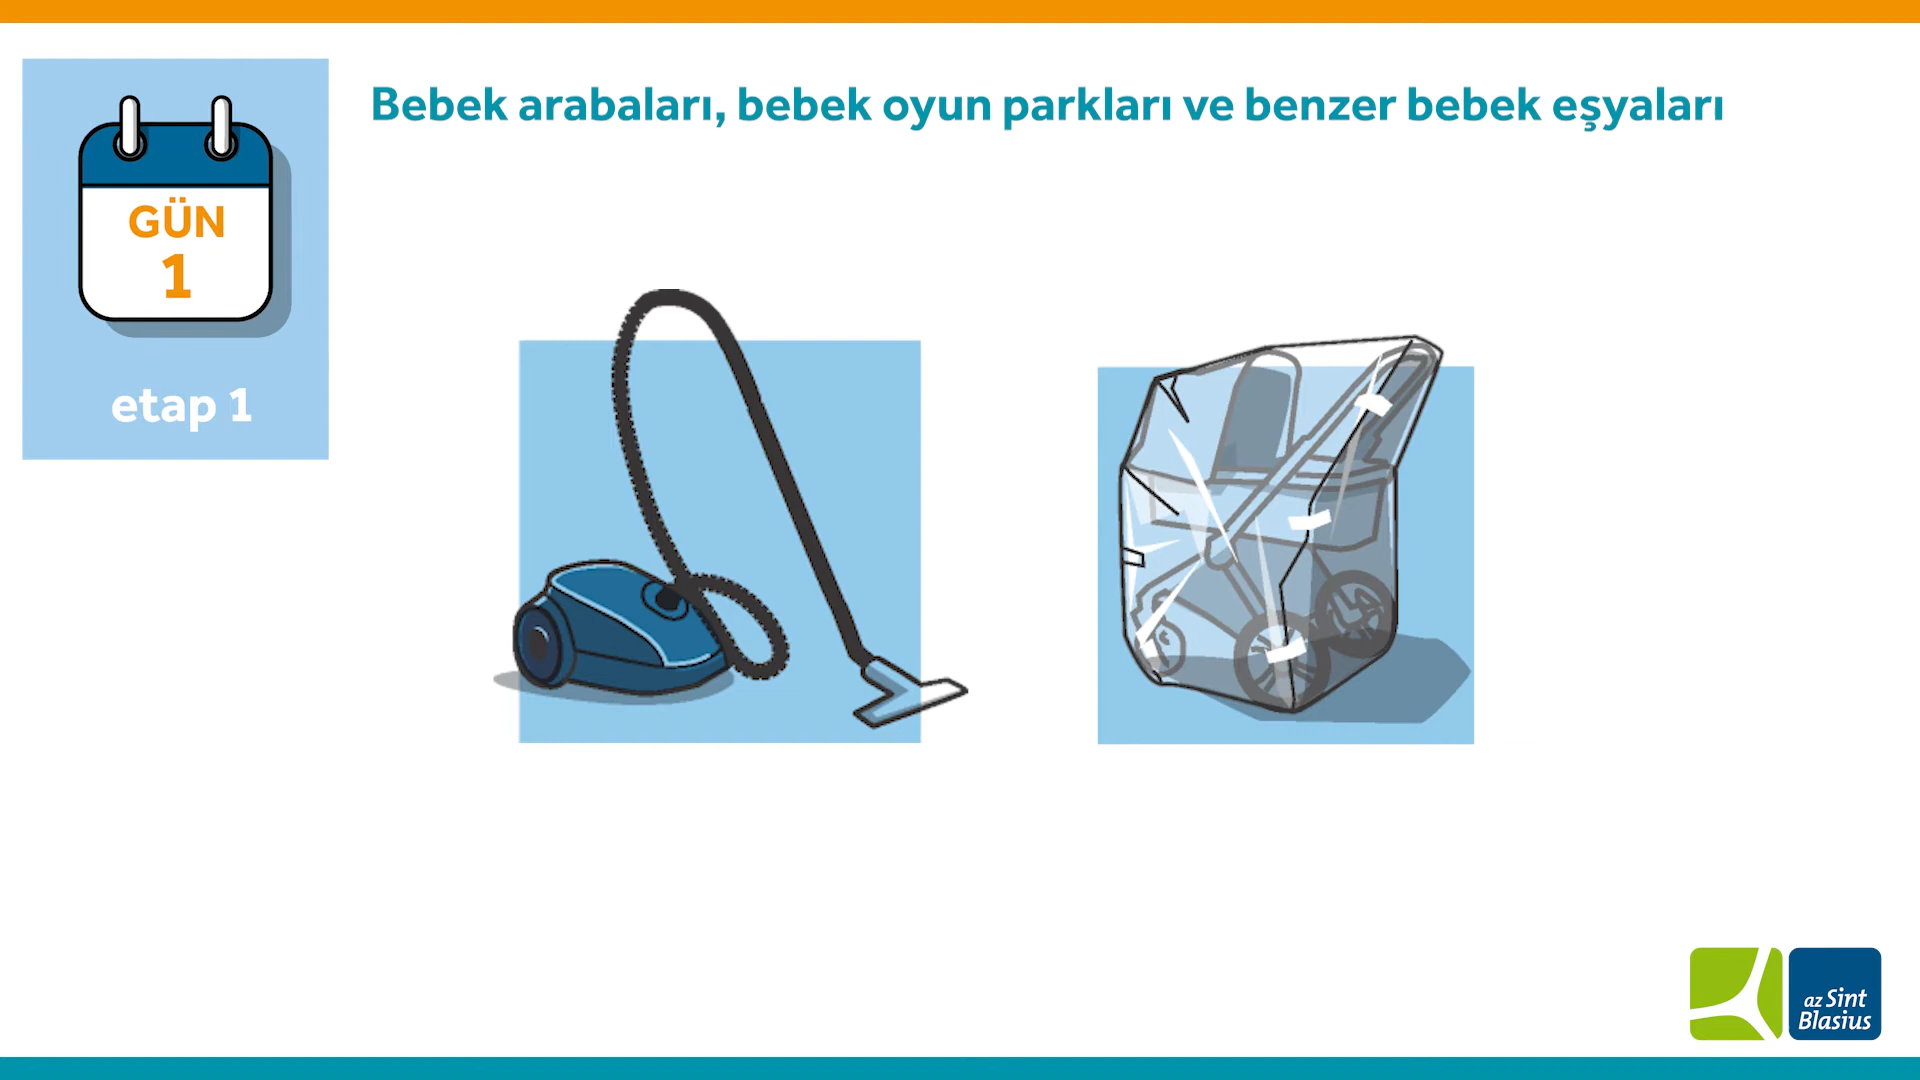 Bebek arabaları, bebek oyun parkları ve benzer bebek eşyaları
GÜN
1
etap 1
az Sint
Blasius